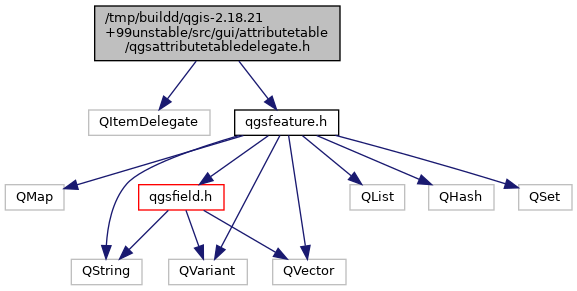 /tmp/buildd/qgis-2.18.21
+99unstable/src/gui/attributetable
/qgsattributetabledelegate.h
QItemDelegate
qgsfeature.h
QMap
qgsfield.h
QList
QHash
QSet
QString
QVariant
QVector